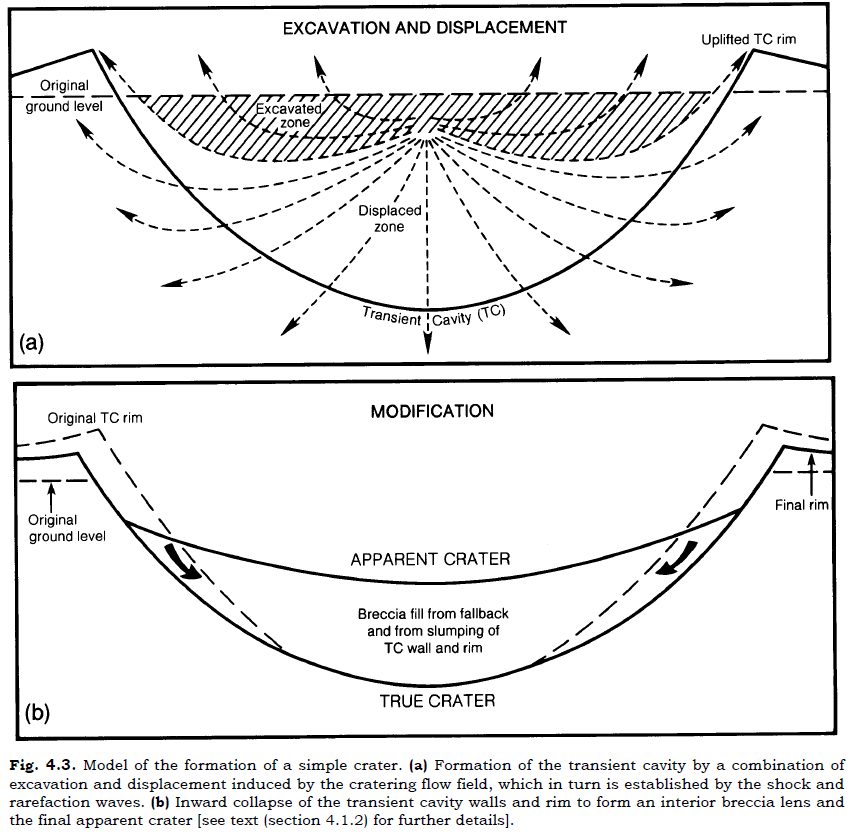 EXCAVATION AND DISPLACEMENT
Uplifted TC rim
Original
ground level
Excavated
zone
Displaced
zone
Transient Cavity (TC)
(a)
MODIFICATION
Original TC rim
Original
ground level
Final rim
APPARENT CRATER
Breccia fill from fallback
and from slumping of
TC wall and rim
TRUE CRATER
(b)
Fig. 4.3. Model of the formation of a simple crater. (a) Formation of the transient cavity by a combination of
excavation and displacement induced by the cratering flow field, which in turn is established by the shock and
rarefaction waves. (b) Inward collapse of the transient cavity walls and rim to form an interior breccia lens and
the final apparent crater [see text (section 4.1.2) for further details].